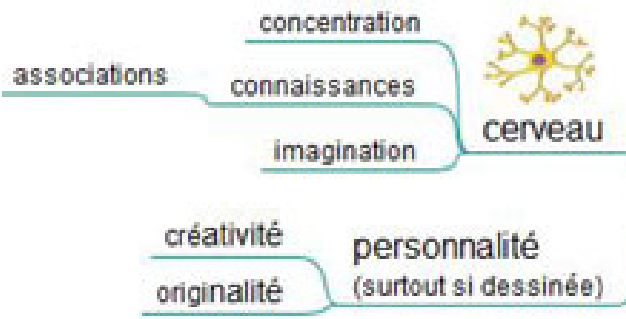 concentration
associations
connaissances
cerveau
imagination
créativité
personnalité
originalité
(surtout si dessinée)